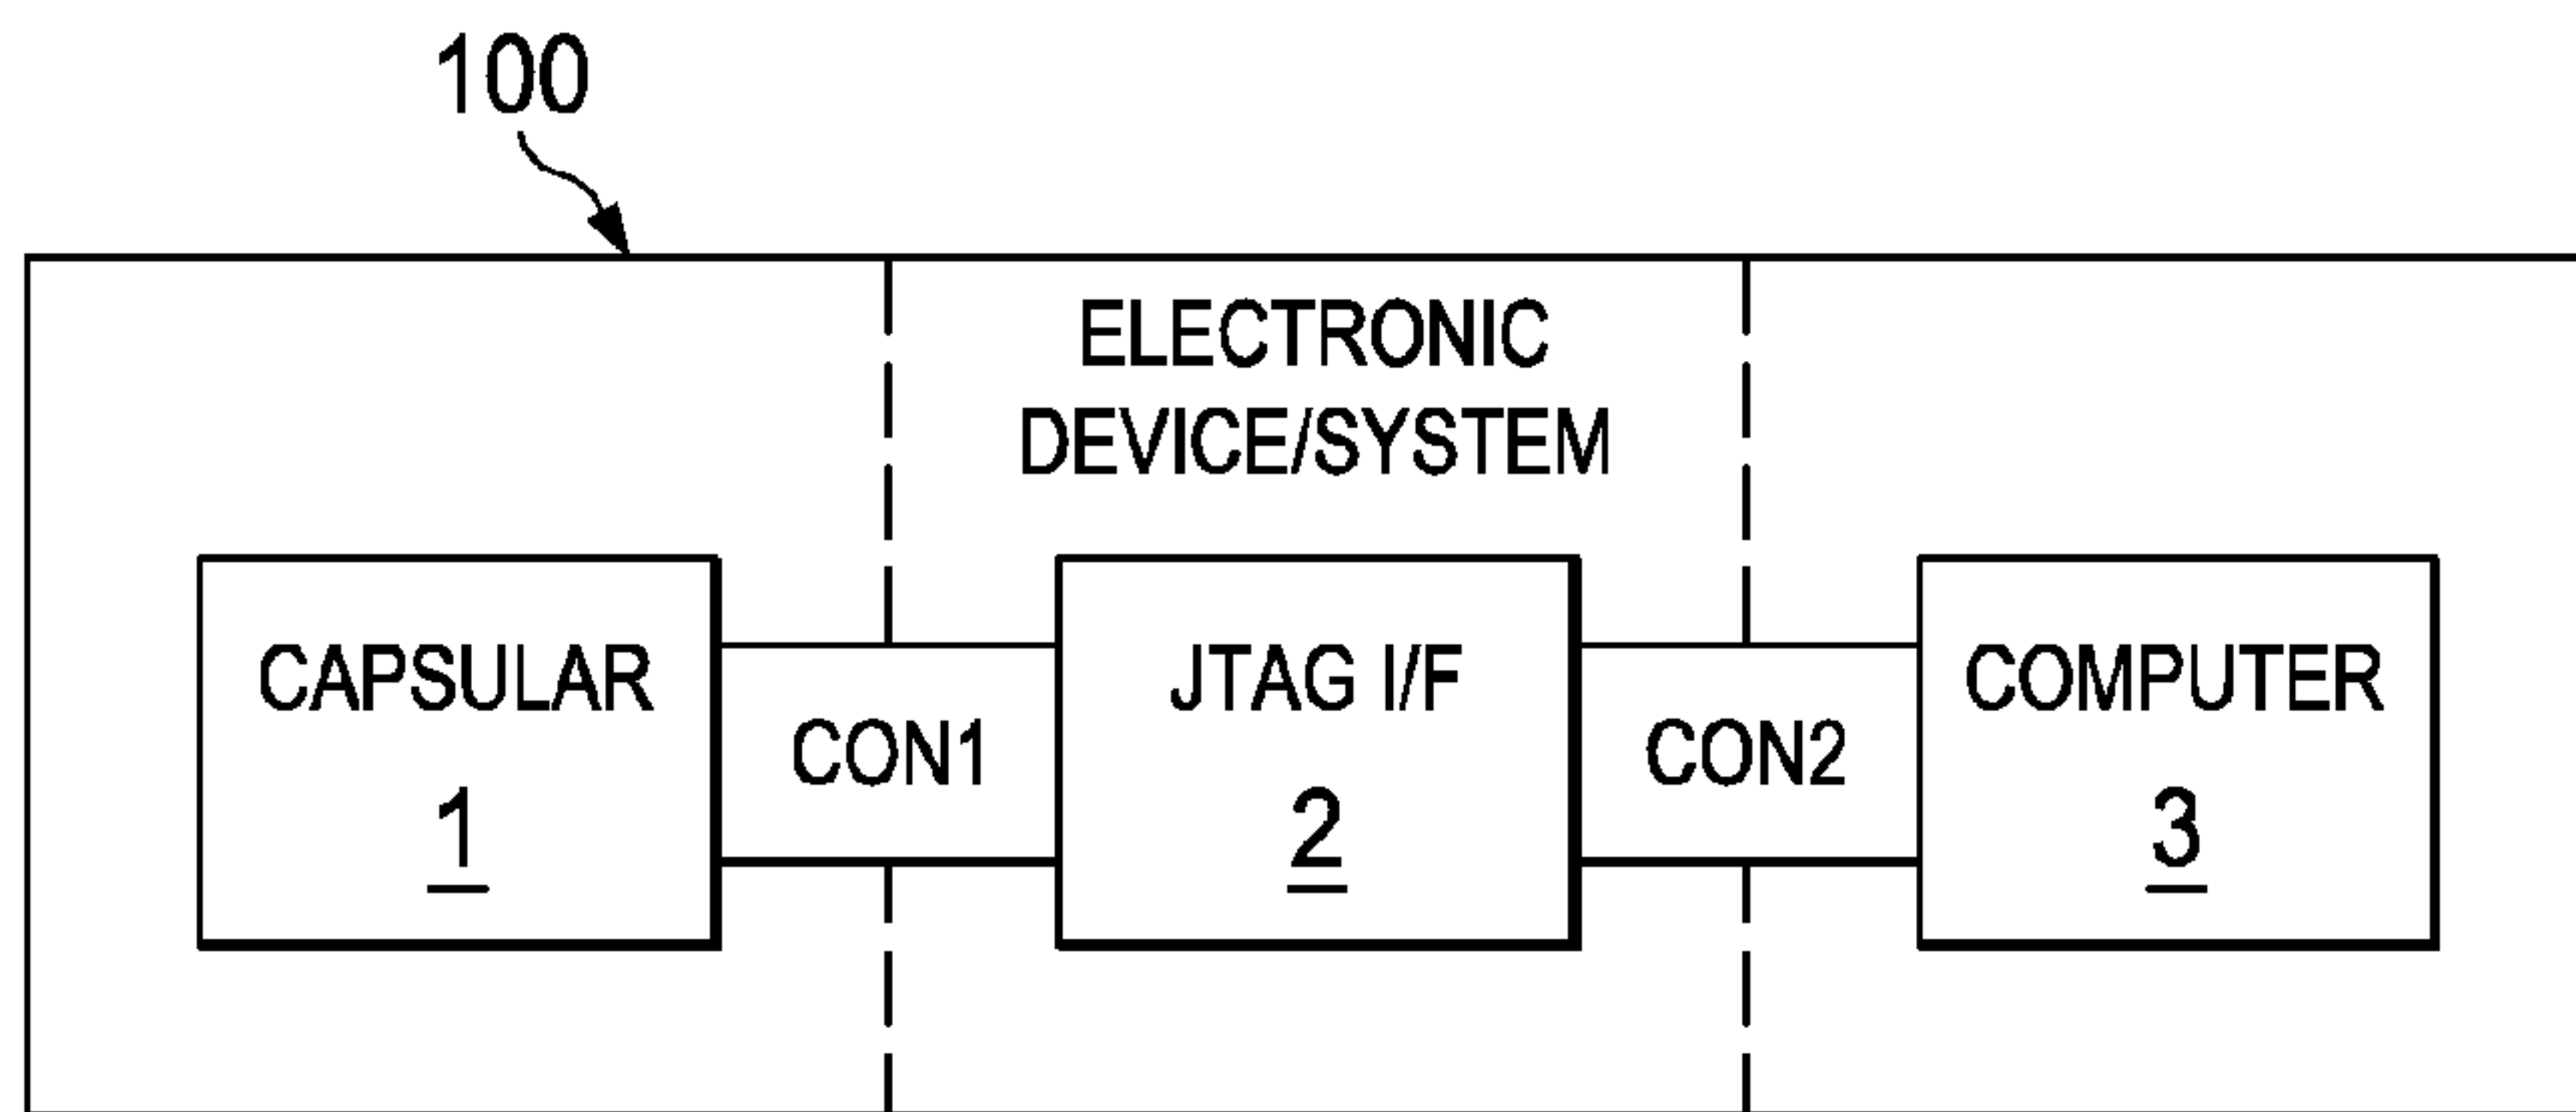 100
ELECTRONIC
DEVICE/SYSTEM
CAPSULAR
1
CON1
JTAG I/F
2
CON2
COMPUTER
3